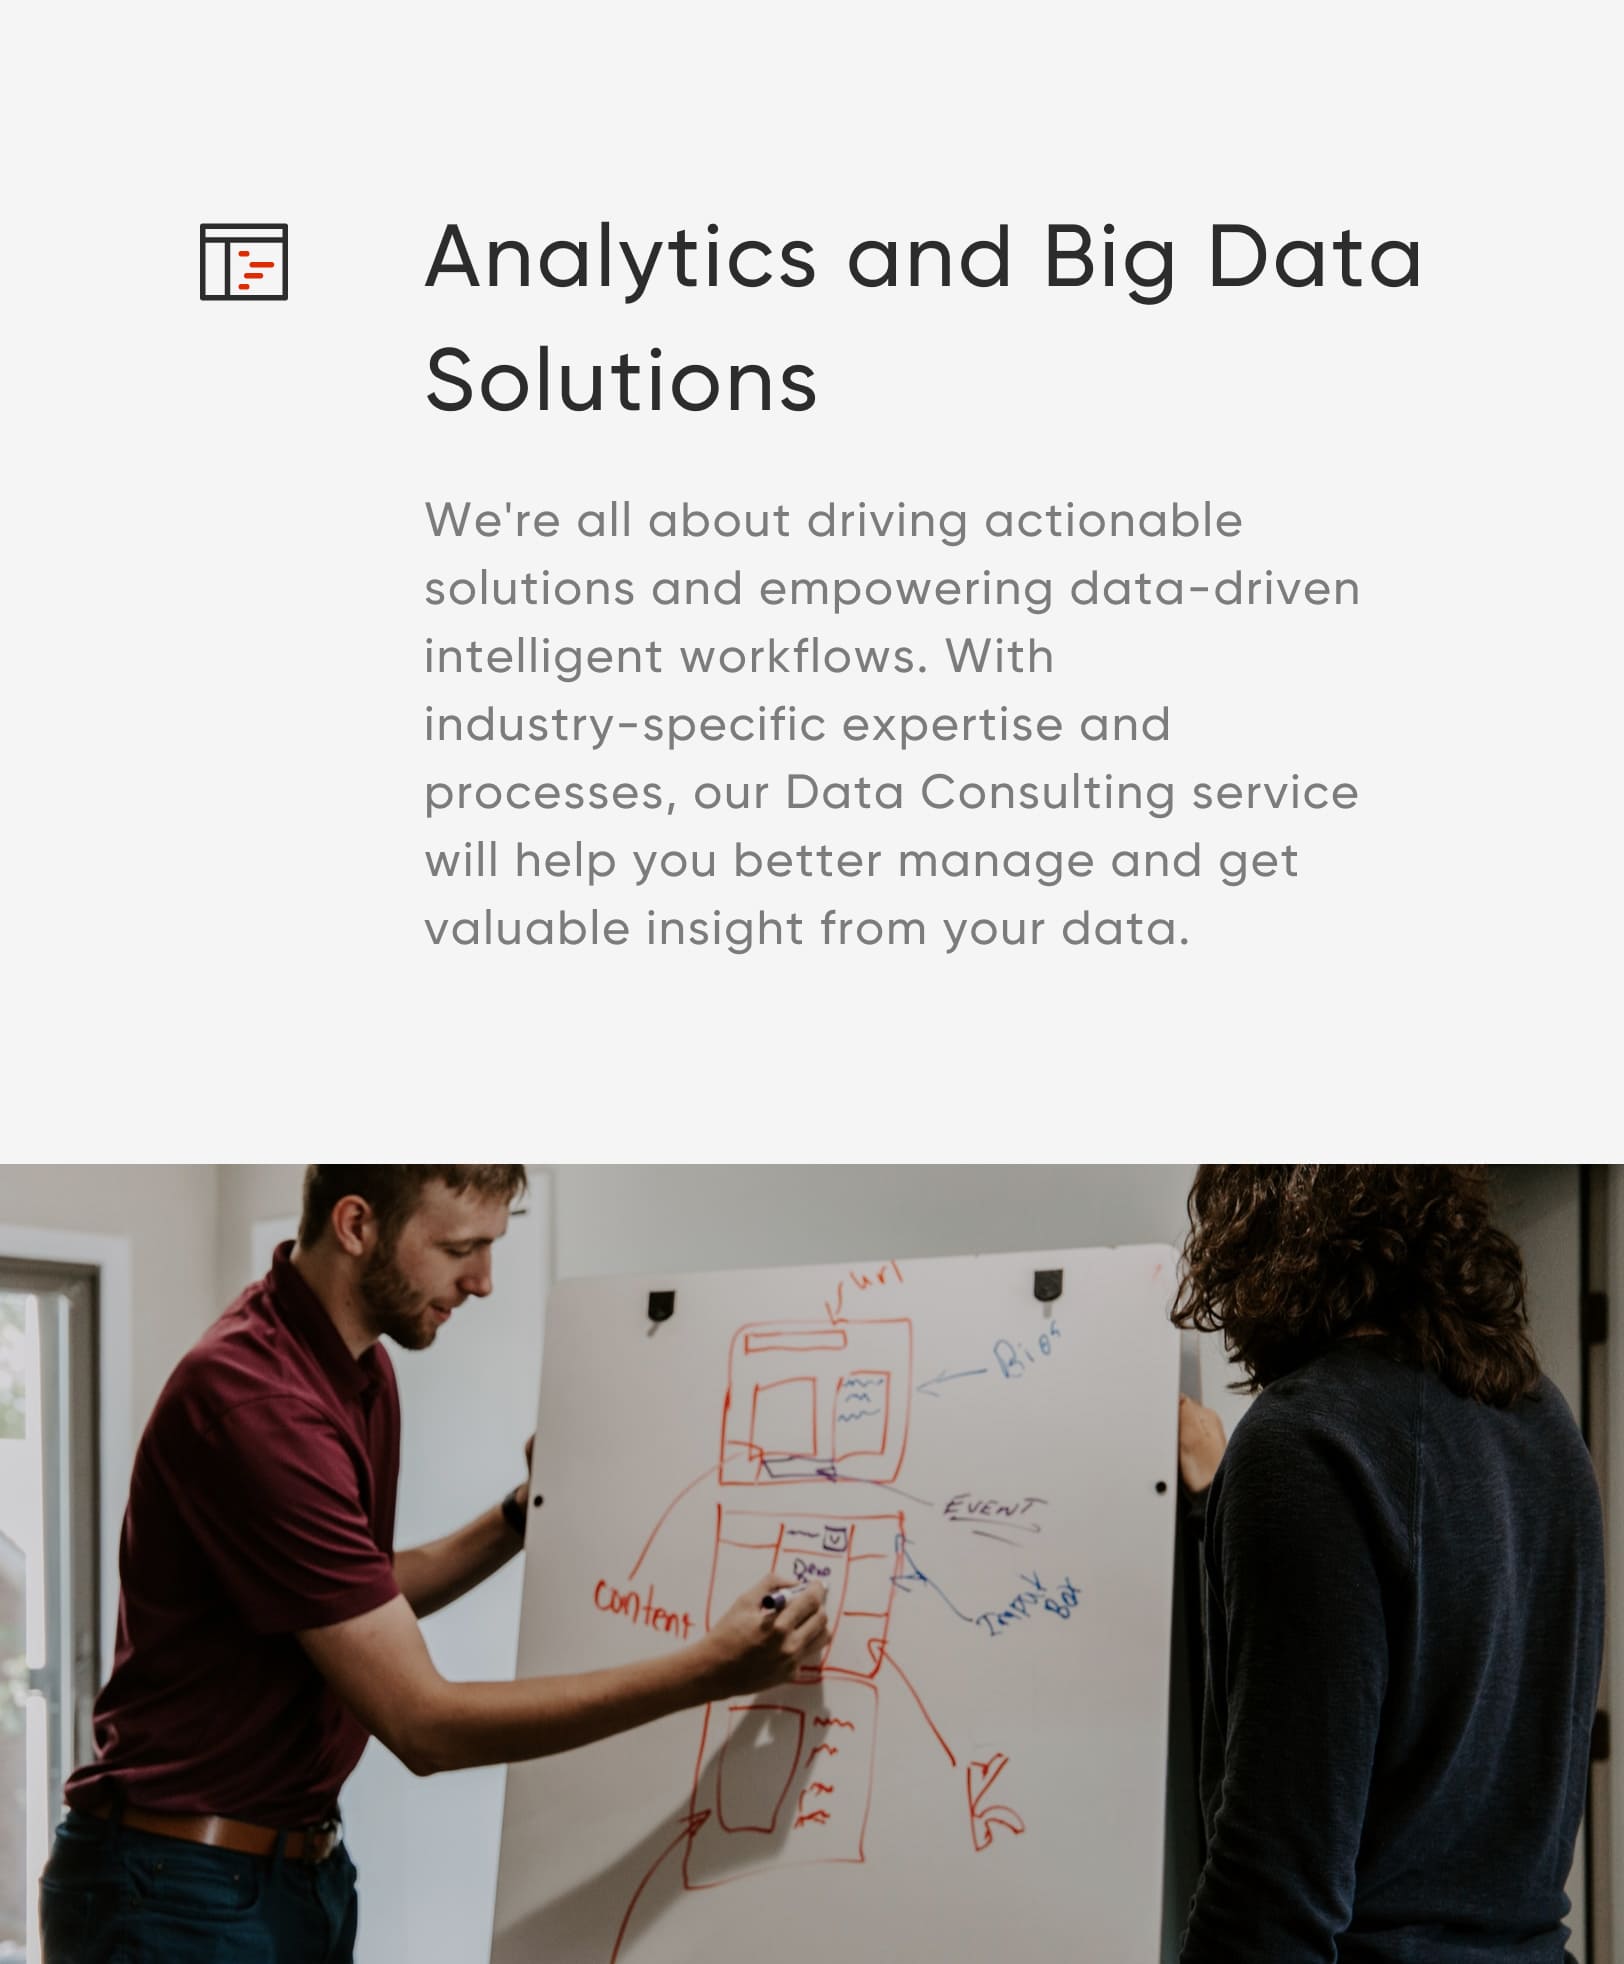 Analytics and Big Data
Solutions
We're all about driving actionable
solutions and empowering data-driven
intelligent workflows. With
industry-specific expertise and
processes, our Data Consulting service
will help you better manage and get
valuable insight from your data.
url
Bios
EVENT
content
Input
Box